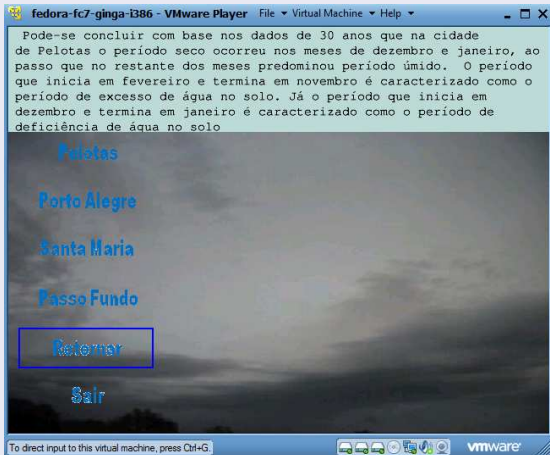 fedora-fc7-ginga-i386 - VMware Player File Virtual Machine Help
Pode-se concluir com base nos dados de 30 anos que na cidade
de Pelotas o período seco ocorreu nos meses de dezembro e janeiro, ao
passo que no restante dos meses predominou período úmido. O período
que inicia em fevereiro e termina em novembro é caracterizado como o
período de excesso de água no solo. Já o período que inicia em
dezembro e termina em janeiro é caracterizado como o período de
deficiência de água no solo
Pelotas
Porto Alegre
Santa Maria
Passo Fundo
Retornar
Sair
To direct input to this virtual machine, press Ctrl+G.
vmware